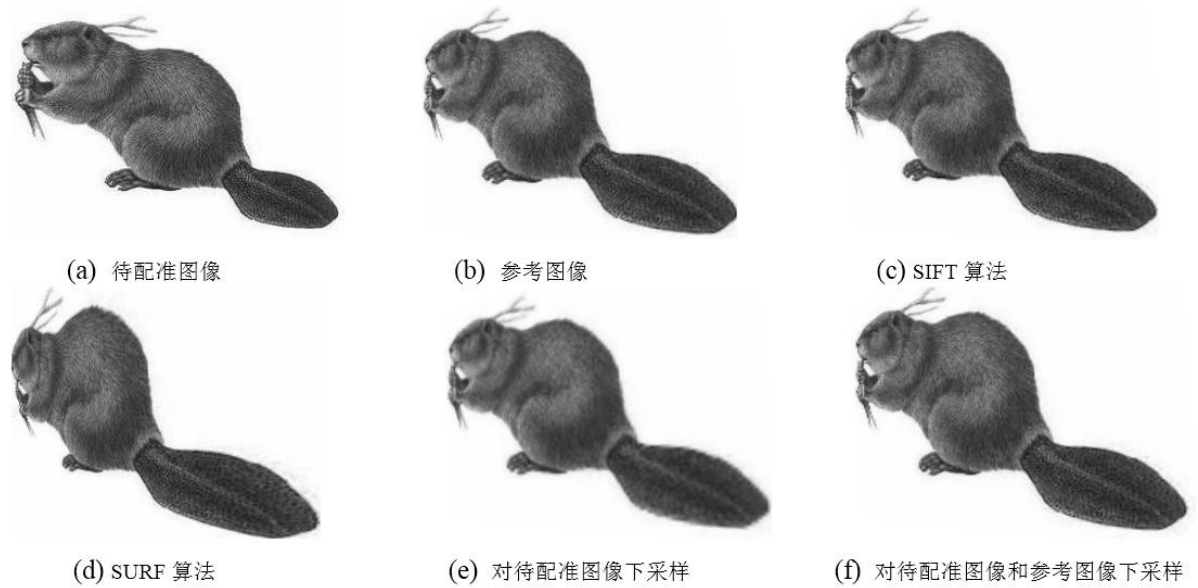 (a) 待配准图像
(b) 参考图像
(c) SIFT 算法
(d) SURF 算法
(e) 对待配准图像下采样
(f) 对待配准图像和参考图像下采样